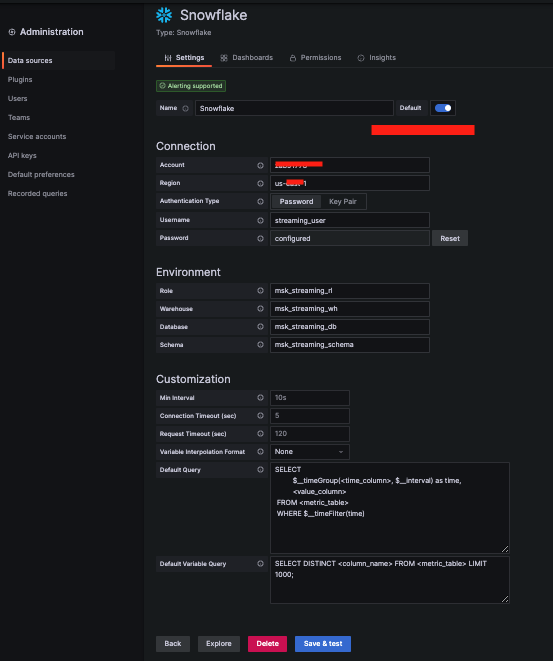 Snowflake
Type: Snowflake
Administration
Data sources
Plugins
Users
Teams
Service accounts
API keys
Default preferences
Recorded queries
Settings
Dashboards
Permissions
Insights
Alerting supported
Name
Snowflake
Default
Connection
Account
Region
us-
-1
Authentication Type
Password
Key Pair
Username
streaming_user
Password
configured
Reset
Environment
Role
msk_streaming_rl
Warehouse
msk_streaming_wh
Database
msk_streaming_db
Schema
msk_streaming_schema
Customization
Min Interval
10s
Connection Timeout (sec)
5
Request Timeout (sec)
120
Variable Interpolation Format
None
Default Query
SELECT
$__timeGroup(<time_column>, $__interval) as time,
<value_column>
FROM <metric_table>
WHERE $__timeFilter(time)
Default Variable Query
SELECT DISTINCT <column_name> FROM <metric_table> LIMIT
1000;
Back
Explore
Delete
Save & test